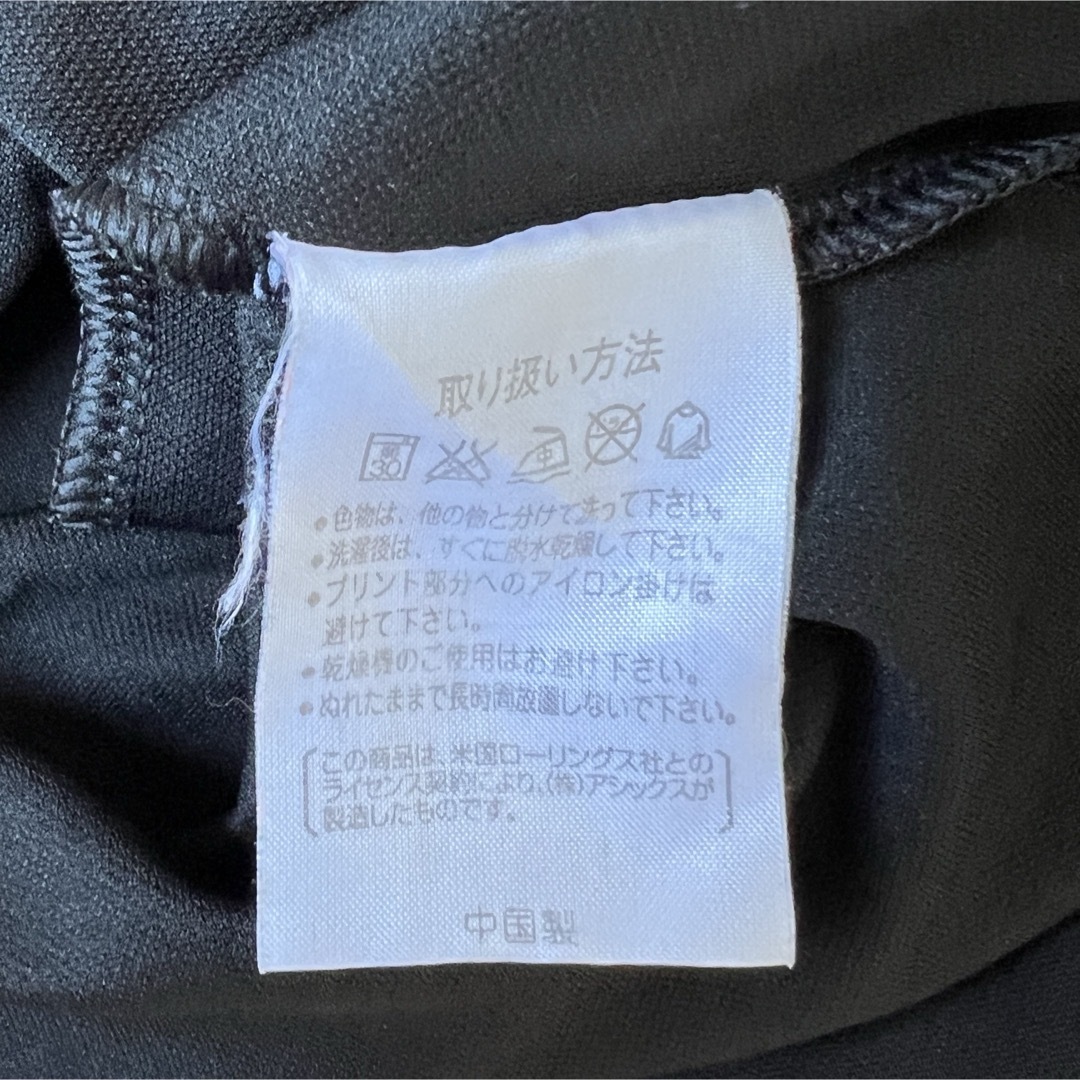 取り扱い方法
弱
30
・色物は、他の物と分けて洗って下さい。
・洗濯後は、すぐに脱水乾燥して下さい。
・プリント部分へのアイロン掛けは
避けて下さい。
・乾燥機のご使用はお避け下さい。
・ぬれたままで長時間放置しないで下さい。
この商品は、米国ローリングス社との
ライセンス契約により、(株)アシックスが
製造したものです。
中国製